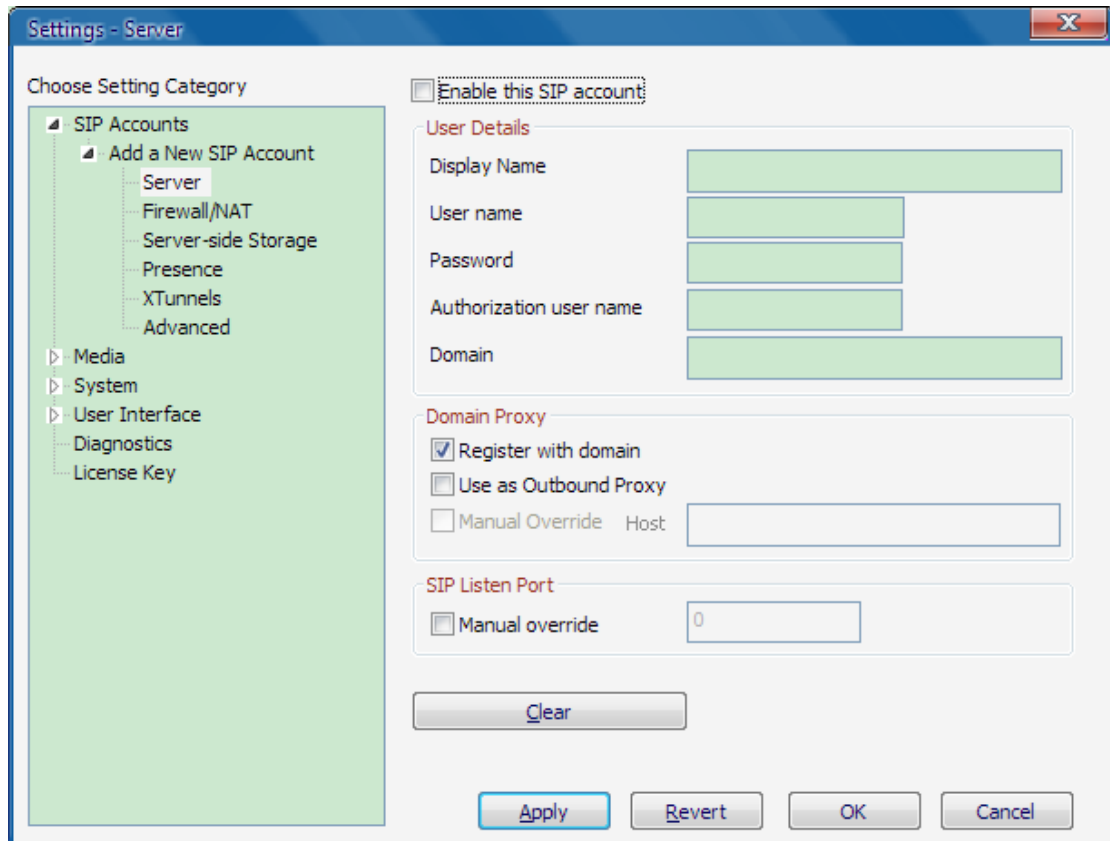 Settings - Server
Choose Setting Category
SIP Accounts
Add a New SIP Account
Server
Firewall/NAT
Server-side Storage
Presence
XTunnels
Advanced
Media
System
User Interface
Diagnostics
License Key
Enable this SIP account
User Details
Display Name
User name
Password
Authorization user name
Domain
Domain Proxy
Register with domain
Use as Outbound Proxy
Manual Override Host
SIP Listen Port
Manual override 0
Clear
Apply Revert OK Cancel